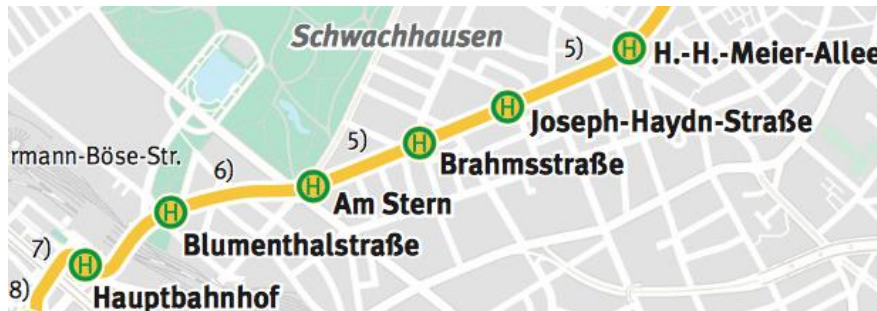 Schwachhausen
5)
H
H.-H.-Meier-Allee
H
Joseph-Haydn-Straße
5)
H
Brahmsstraße
rmann-Böse-Str.
6)
H
Am Stern
H
Blumenthalstraße
7)
H
8)
Hauptbahnhof